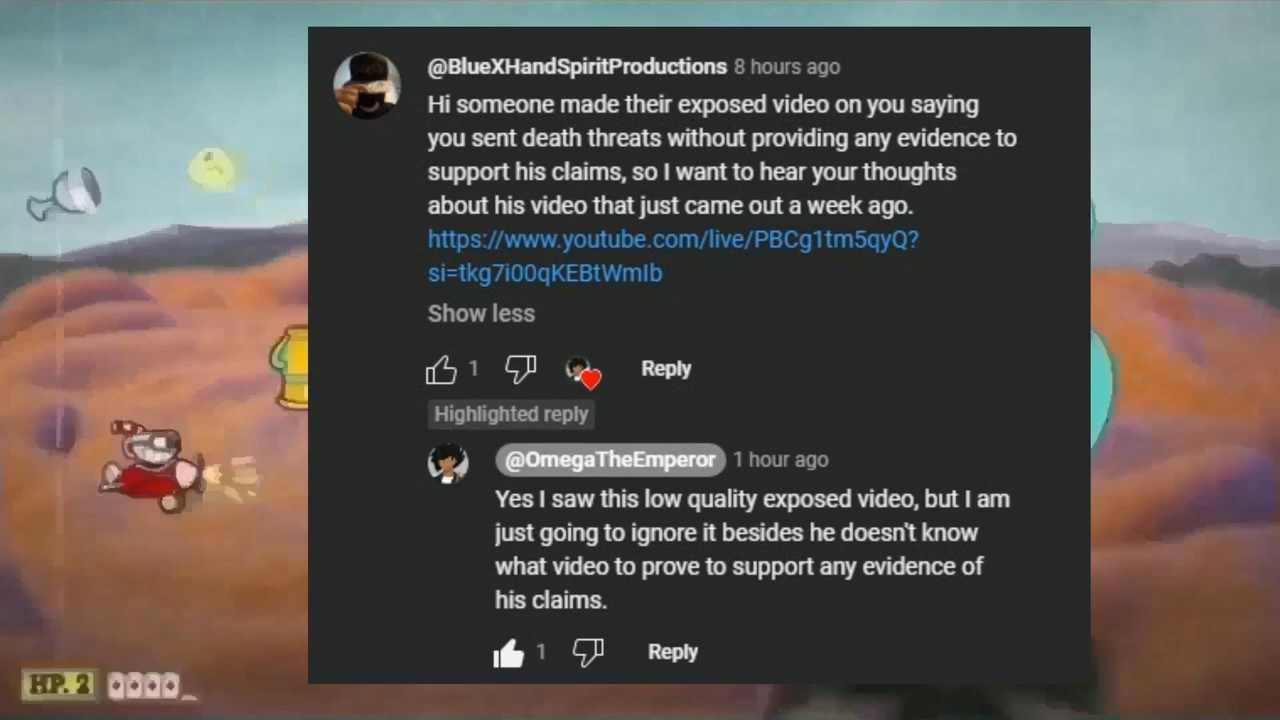 @BlueXHandSpiritProductions 8 hours ago
Hi someone made their exposed video on you saying
you sent death threats without providing any evidence to
support his claims, so I want to hear your thoughts
about his video that just came out a week ago.
https://www.youtube.com/live/PBCg1tm5qyQ?
si=tkg7i00qKEBtWmIb
Show less
1 Reply
Highlighted reply
@OmegaTheEmperor 1 hour ago
Yes I saw this low quality exposed video, but I am
just going to ignore it besides he doesn't know
what video to prove to support any evidence of
his claims.
1 Reply
HP. 2